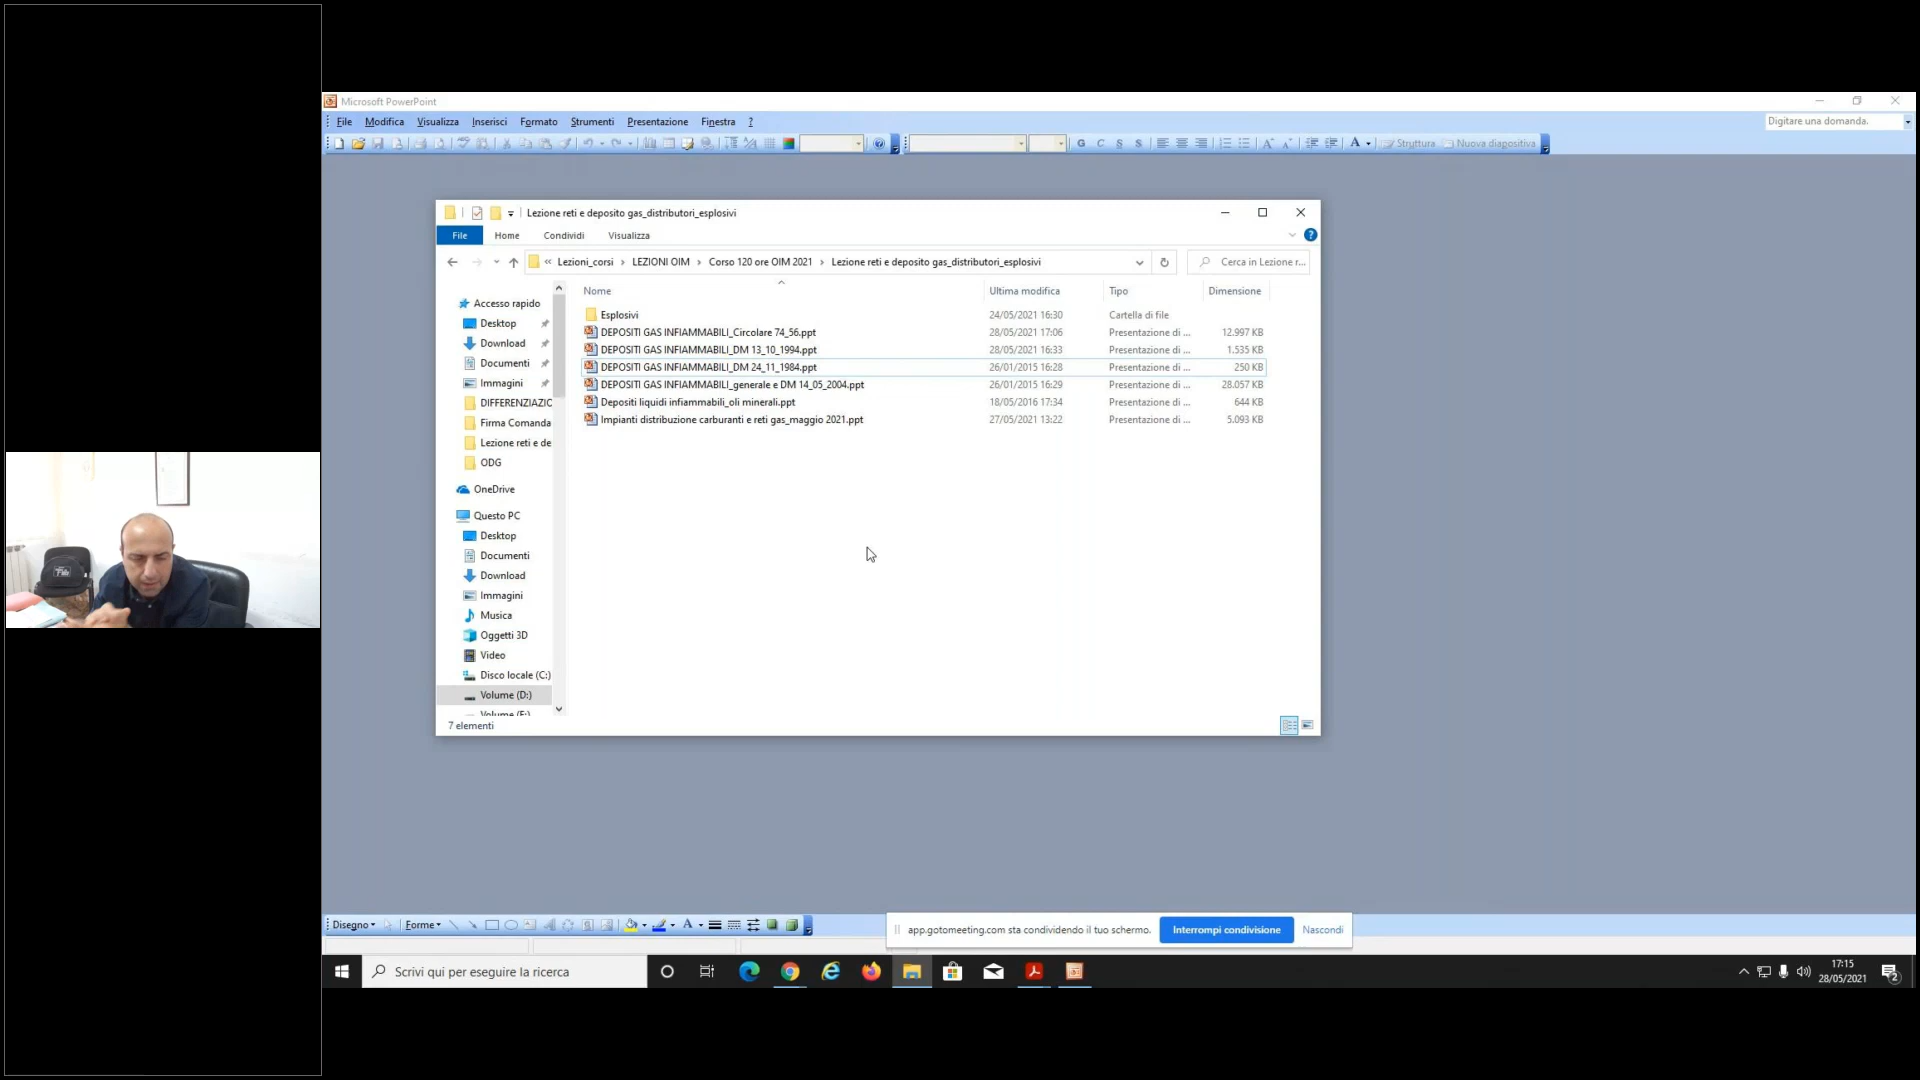 Microsoft PowerPoint
File Modifica Visualizza Inserisci Formato Strumenti Presentazione Finestra ?
Digitare una domanda.
G C S S A Struttura Nuova diapositiva
Lezione reti e deposito gas_distributori_esplosivi
File Home Condividi Visualizza
« Lezioni_corsi › LEZIONI OIM › Corso 120 ore OIM 2021 › Lezione reti e deposito gas_distributori_esplosivi
Cerca in Lezione r...
Nome Ultima modifica Tipo Dimensione
Esplosivi 24/05/2021 16:30 Cartella di file
DEPOSITI GAS INFIAMMABILI_Circolare 74_56.ppt 28/05/2021 17:06 Presentazione di ... 12.997 KB
DEPOSITI GAS INFIAMMABILI_DM 13_10_1994.ppt 28/05/2021 16:33 Presentazione di ... 1.535 KB
DEPOSITI GAS INFIAMMABILI_DM 24_11_1984.ppt 26/01/2015 16:28 Presentazione di ... 250 KB
DEPOSITI GAS INFIAMMABILI_generale e DM 14_05_2004.ppt 26/01/2015 16:29 Presentazione di ... 28.057 KB
Depositi liquidi infiammabili_oli minerali.ppt 18/05/2016 17:34 Presentazione di ... 644 KB
Impianti distribuzione carburanti e reti gas_maggio 2021.ppt 27/05/2021 13:22 Presentazione di ... 5.093 KB
Accesso rapido
Desktop
Download
Documenti
Immagini
DIFFERENZIAZIO
Firma Comanda
Lezione reti e de
ODG
OneDrive
Questo PC
Desktop
Documenti
Download
Immagini
Musica
Oggetti 3D
Video
Disco locale (C:)
Volume (D:)
Volume (E:)
7 elementi
Disegno Forme A
app.gotomeeting.com sta condividendo il tuo schermo. Interrompi condivisione Nascondi
Scrivi qui per eseguire la ricerca
17:15
28/05/2021
2